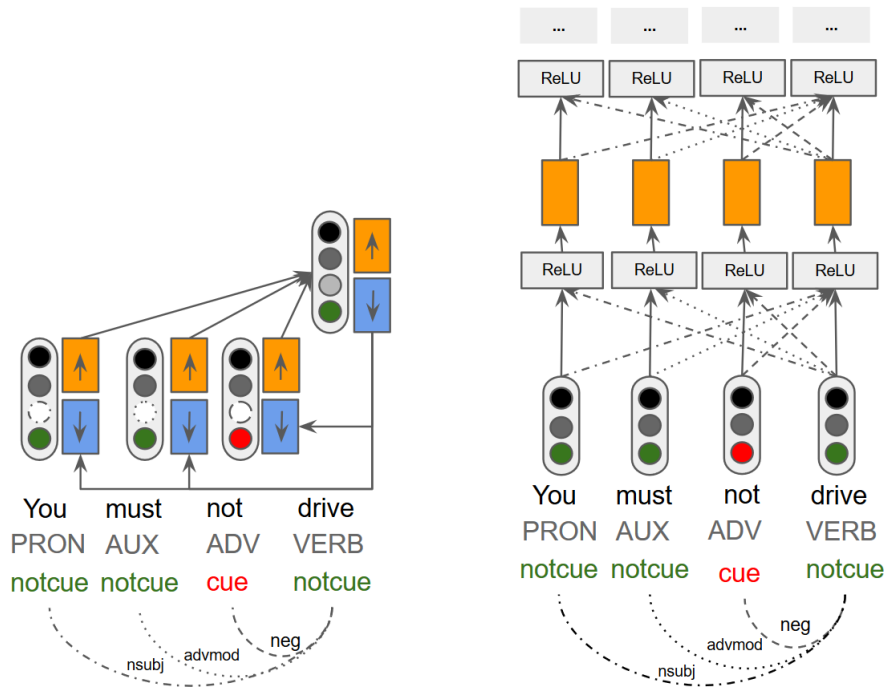 ... ... ... ...
ReLU ReLU ReLU ReLU
ReLU ReLU ReLU ReLU
You must not drive
PRON AUX ADV VERB
notcue notcue cue notcue
neg
advmod
nsubj
You must not drive
PRON AUX ADV VERB
notcue notcue cue notcue
neg
advmod
nsubj